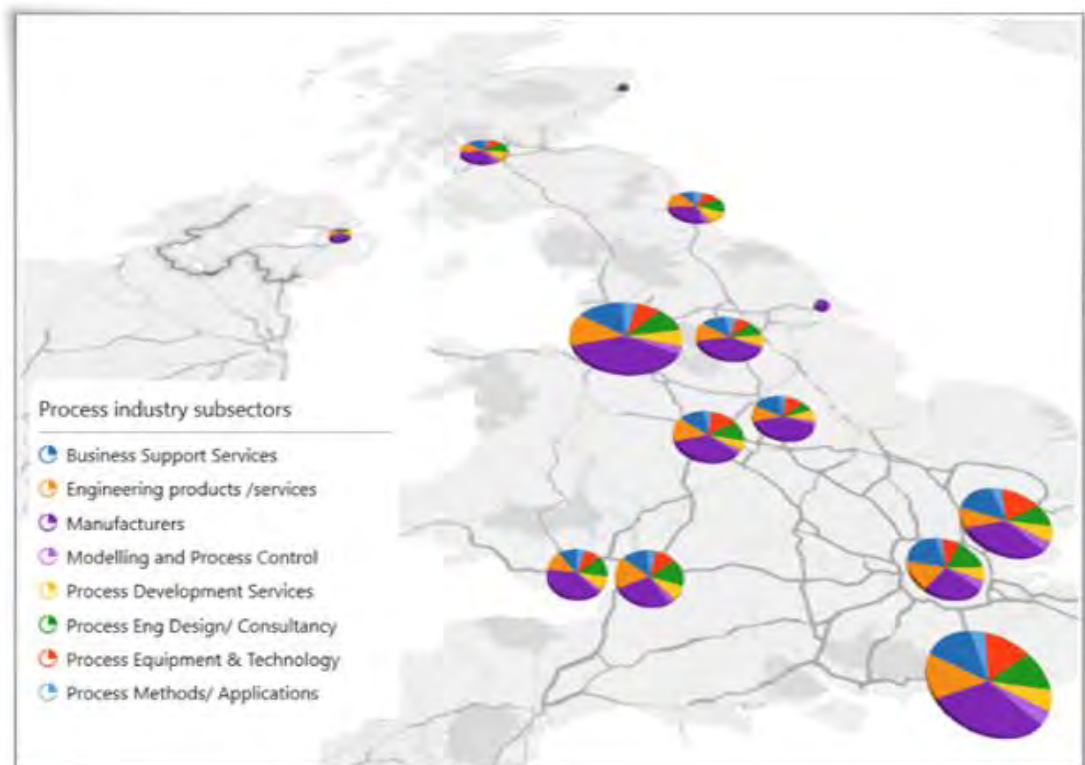 Process industry subsectors
Business Support Services
Engineering products /services
Manufacturers
Modelling and Process Control
Process Development Services
Process Eng Design/ Consultancy
Process Equipment & Technology
Process Methods/ Applications